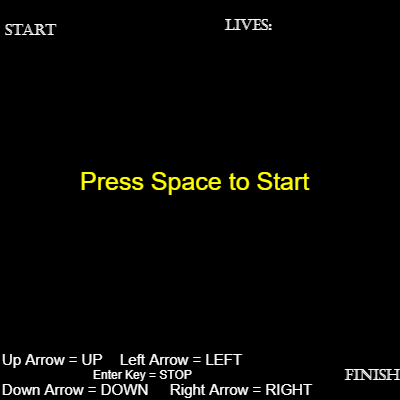 START
LIVES:
Press Space to Start
Up Arrow = UP Left Arrow = LEFT
Enter Key = STOP
FINISH
Down Arrow = DOWN Right Arrow = RIGHT